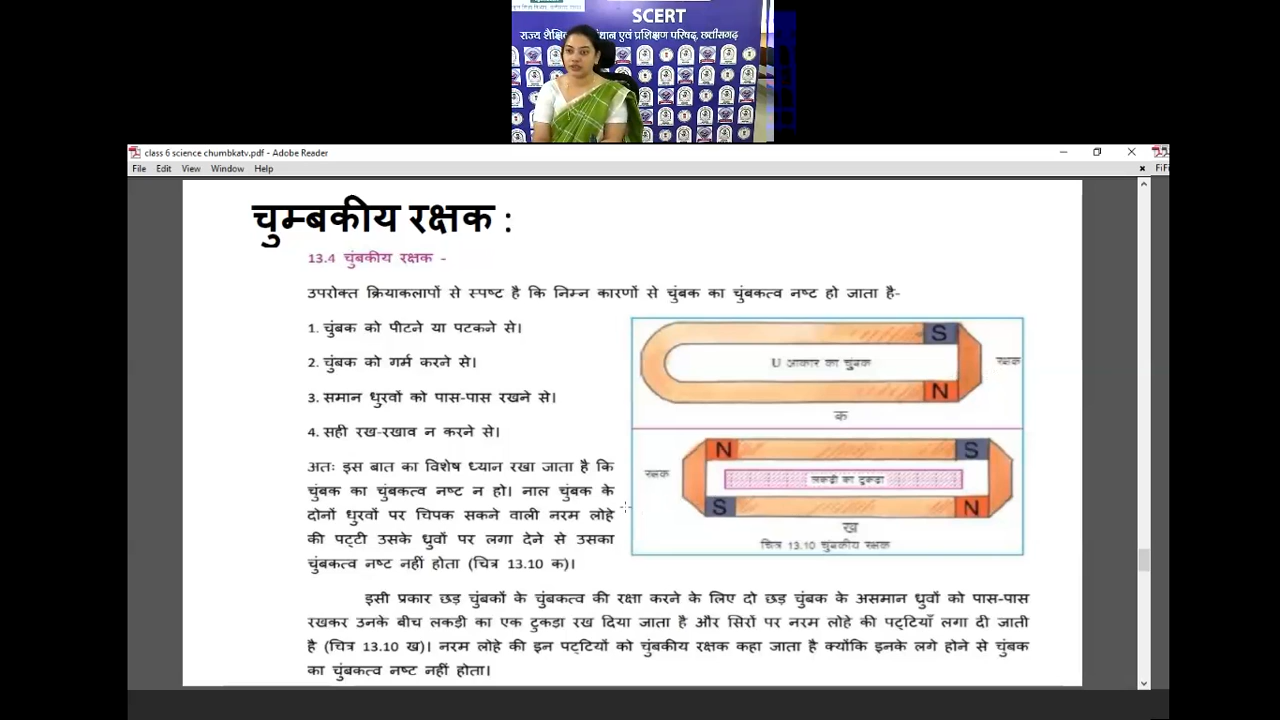 SCERT
राज्य शैक्षिक
ंधान एवं प्रशिक्षण परिषद, छत्तीसगढ़
class 6 science chumbkatv.pdf - Adobe Reader
File Edit View Window Help
चुम्बकीय रक्षक :
13.4 चुंबकीय रक्षक -
उपरोक्त क्रियाकलापों से स्पष्ट है कि निम्न कारणों से चुंबक का चुंबकत्व नष्ट हो जाता है-
1. चुंबक को पीटने या पटकने से।
2. चुंबक को गर्म करने से।
3. समान धु्रवों को पास-पास रखने से।
4. सही रख-रखाव न करने से।
अतः इस बात का विशेष ध्यान रखा जाता है कि
चुंबक का चुंबकत्व नष्ट न हो। नाल चुंबक के
दोनों धु्रवों पर चिपक सकने वाली नरम लोहे
की पट्टी उसके ध्रुवों पर लगा देने से उसका
चुंबकत्व नष्ट नहीं होता (चित्र 13.10 क)।
S
U आकार का चुंबक
रक्षक
N
क
N
S
रक्षक
लकड़ी का टुकड़ा
S
N
ख
चित्र 13.10 चुंबकीय रक्षक
इसी प्रकार छड़ चुंबकों के चुंबकत्व की रक्षा करने के लिए दो छड़ चुंबक के असमान ध्रुवों को पास-पास
रखकर उनके बीच लकड़ी का एक टुकड़ा रख दिया जाता है और सिरों पर नरम लोहे की पट्टियाँ लगा दी जाती
है (चित्र 13.10 ख)। नरम लोहे की इन पट्टियों को चुंबकीय रक्षक कहा जाता है क्योंकि इनके लगे होने से चुंबक
का चुंबकत्व नष्ट नहीं होता।